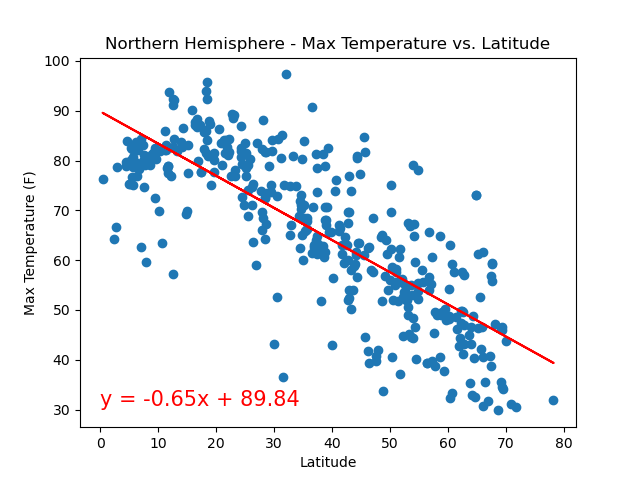 Northern Hemisphere - Max Temperature vs. Latitude
100
90
80
70
60
50
40
30
Max Temperature (F)
y = -0.65x + 89.84
0 10 20 30 40 50 60 70 80
Latitude